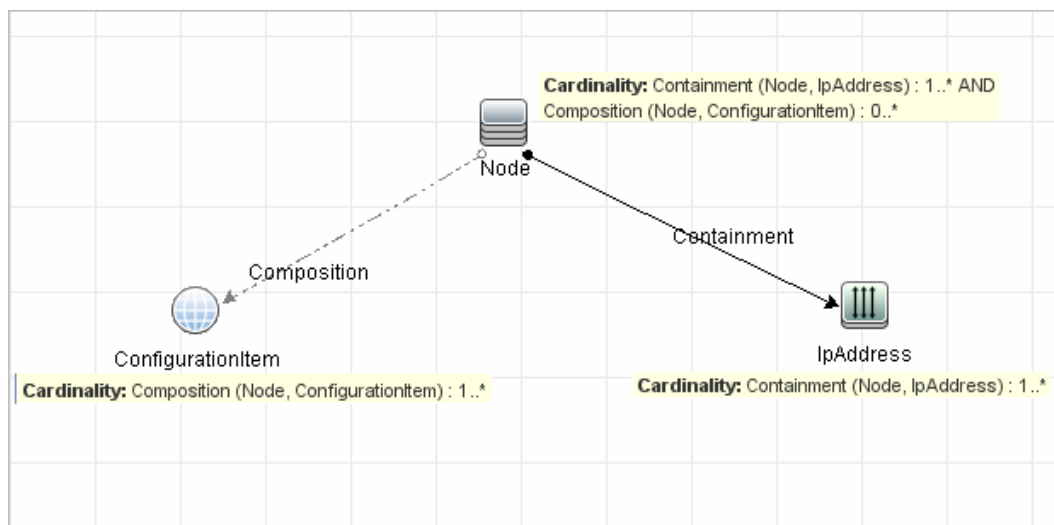 Cardinality: Containment (Node, IpAddress) : 1..* AND
Composition (Node, ConfigurationItem) : 0..*
Node
Containment
Composition
IpAddress
ConfigurationItem
Cardinality: Containment (Node, IpAddress) : 1..*
Cardinality: Composition (Node, ConfigurationItem) : 1..*